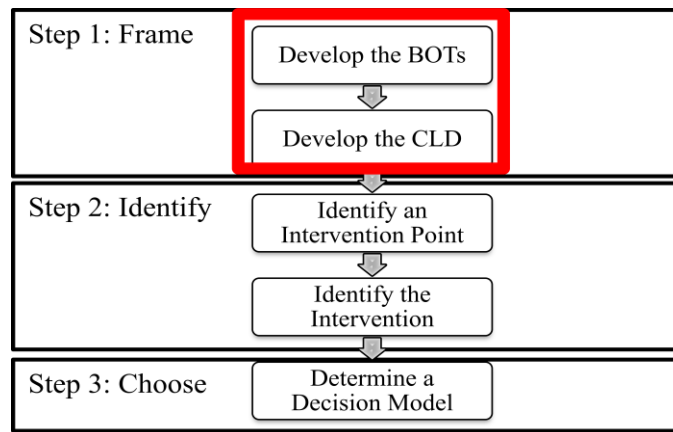 Step 1: Frame
Develop the BOTs
Develop the CLD
Step 2: Identify
Identify an
Intervention Point
Identify the
Intervention
Step 3: Choose
Determine a
Decision Model